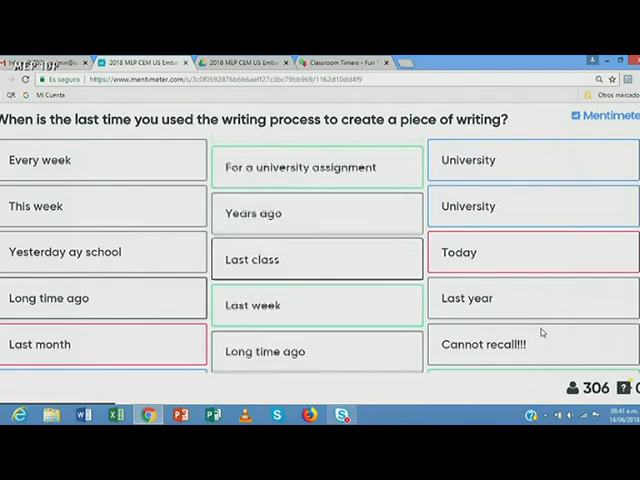 MEP IDP
2018 MEP CEM US Emba
2018 MEP CEM US Emb
Classroom Timers - Fun T
Es seguro
https://www.mentimeter.com/s/
QR
Mi Cuenta
Otros marcado
When is the last time you used the writing process to create a piece of writing?
Mentimete
Every week
This week
Yesterday ay school
Long time ago
Last month
For a university assignment
Years ago
Last class
Last week
Long time ago
University
University
Today
Last year
Cannot recall!!!
306
08:41 a.m.
14/06/2018